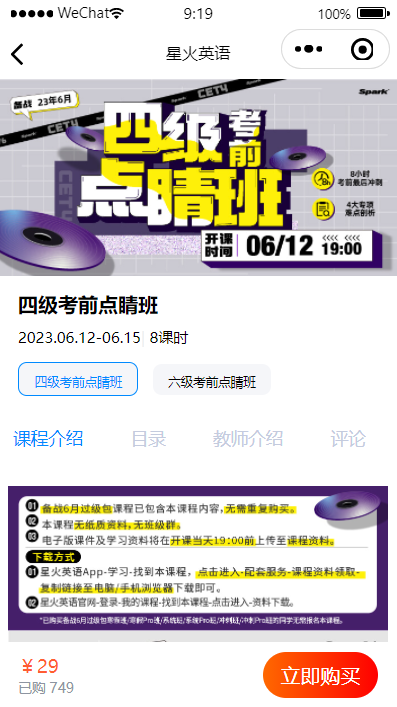 WeChat 9:19 100%
星火英语
备战 23年6月
Spark
CET4
四级考前
点睛班
8小时
考前最后冲刺
4大专项
难点剖析
开课时间 06/12 19:00
四级考前点睛班
2023.06.12-06.15 8课时
四级考前点睛班 六级考前点睛班
课程介绍 目录 教师介绍 评论
01 备战6月过级包课程已包含本课程内容,无需重复购买。
02 本课程无纸质资料,无班级群。
03 电子版课件及学习资料将在开课当天19:00前上传至课程资料。
下载方式
01 星火英语App-学习-找到本课程,点击进入-配套服务-课程资料领取-
复制链接至电脑/手机浏览器下载即可。
02 星火英语官网-登录-我的课程-找到本课程-点击进入-资料下载。
¥29
已购 749
立即购买